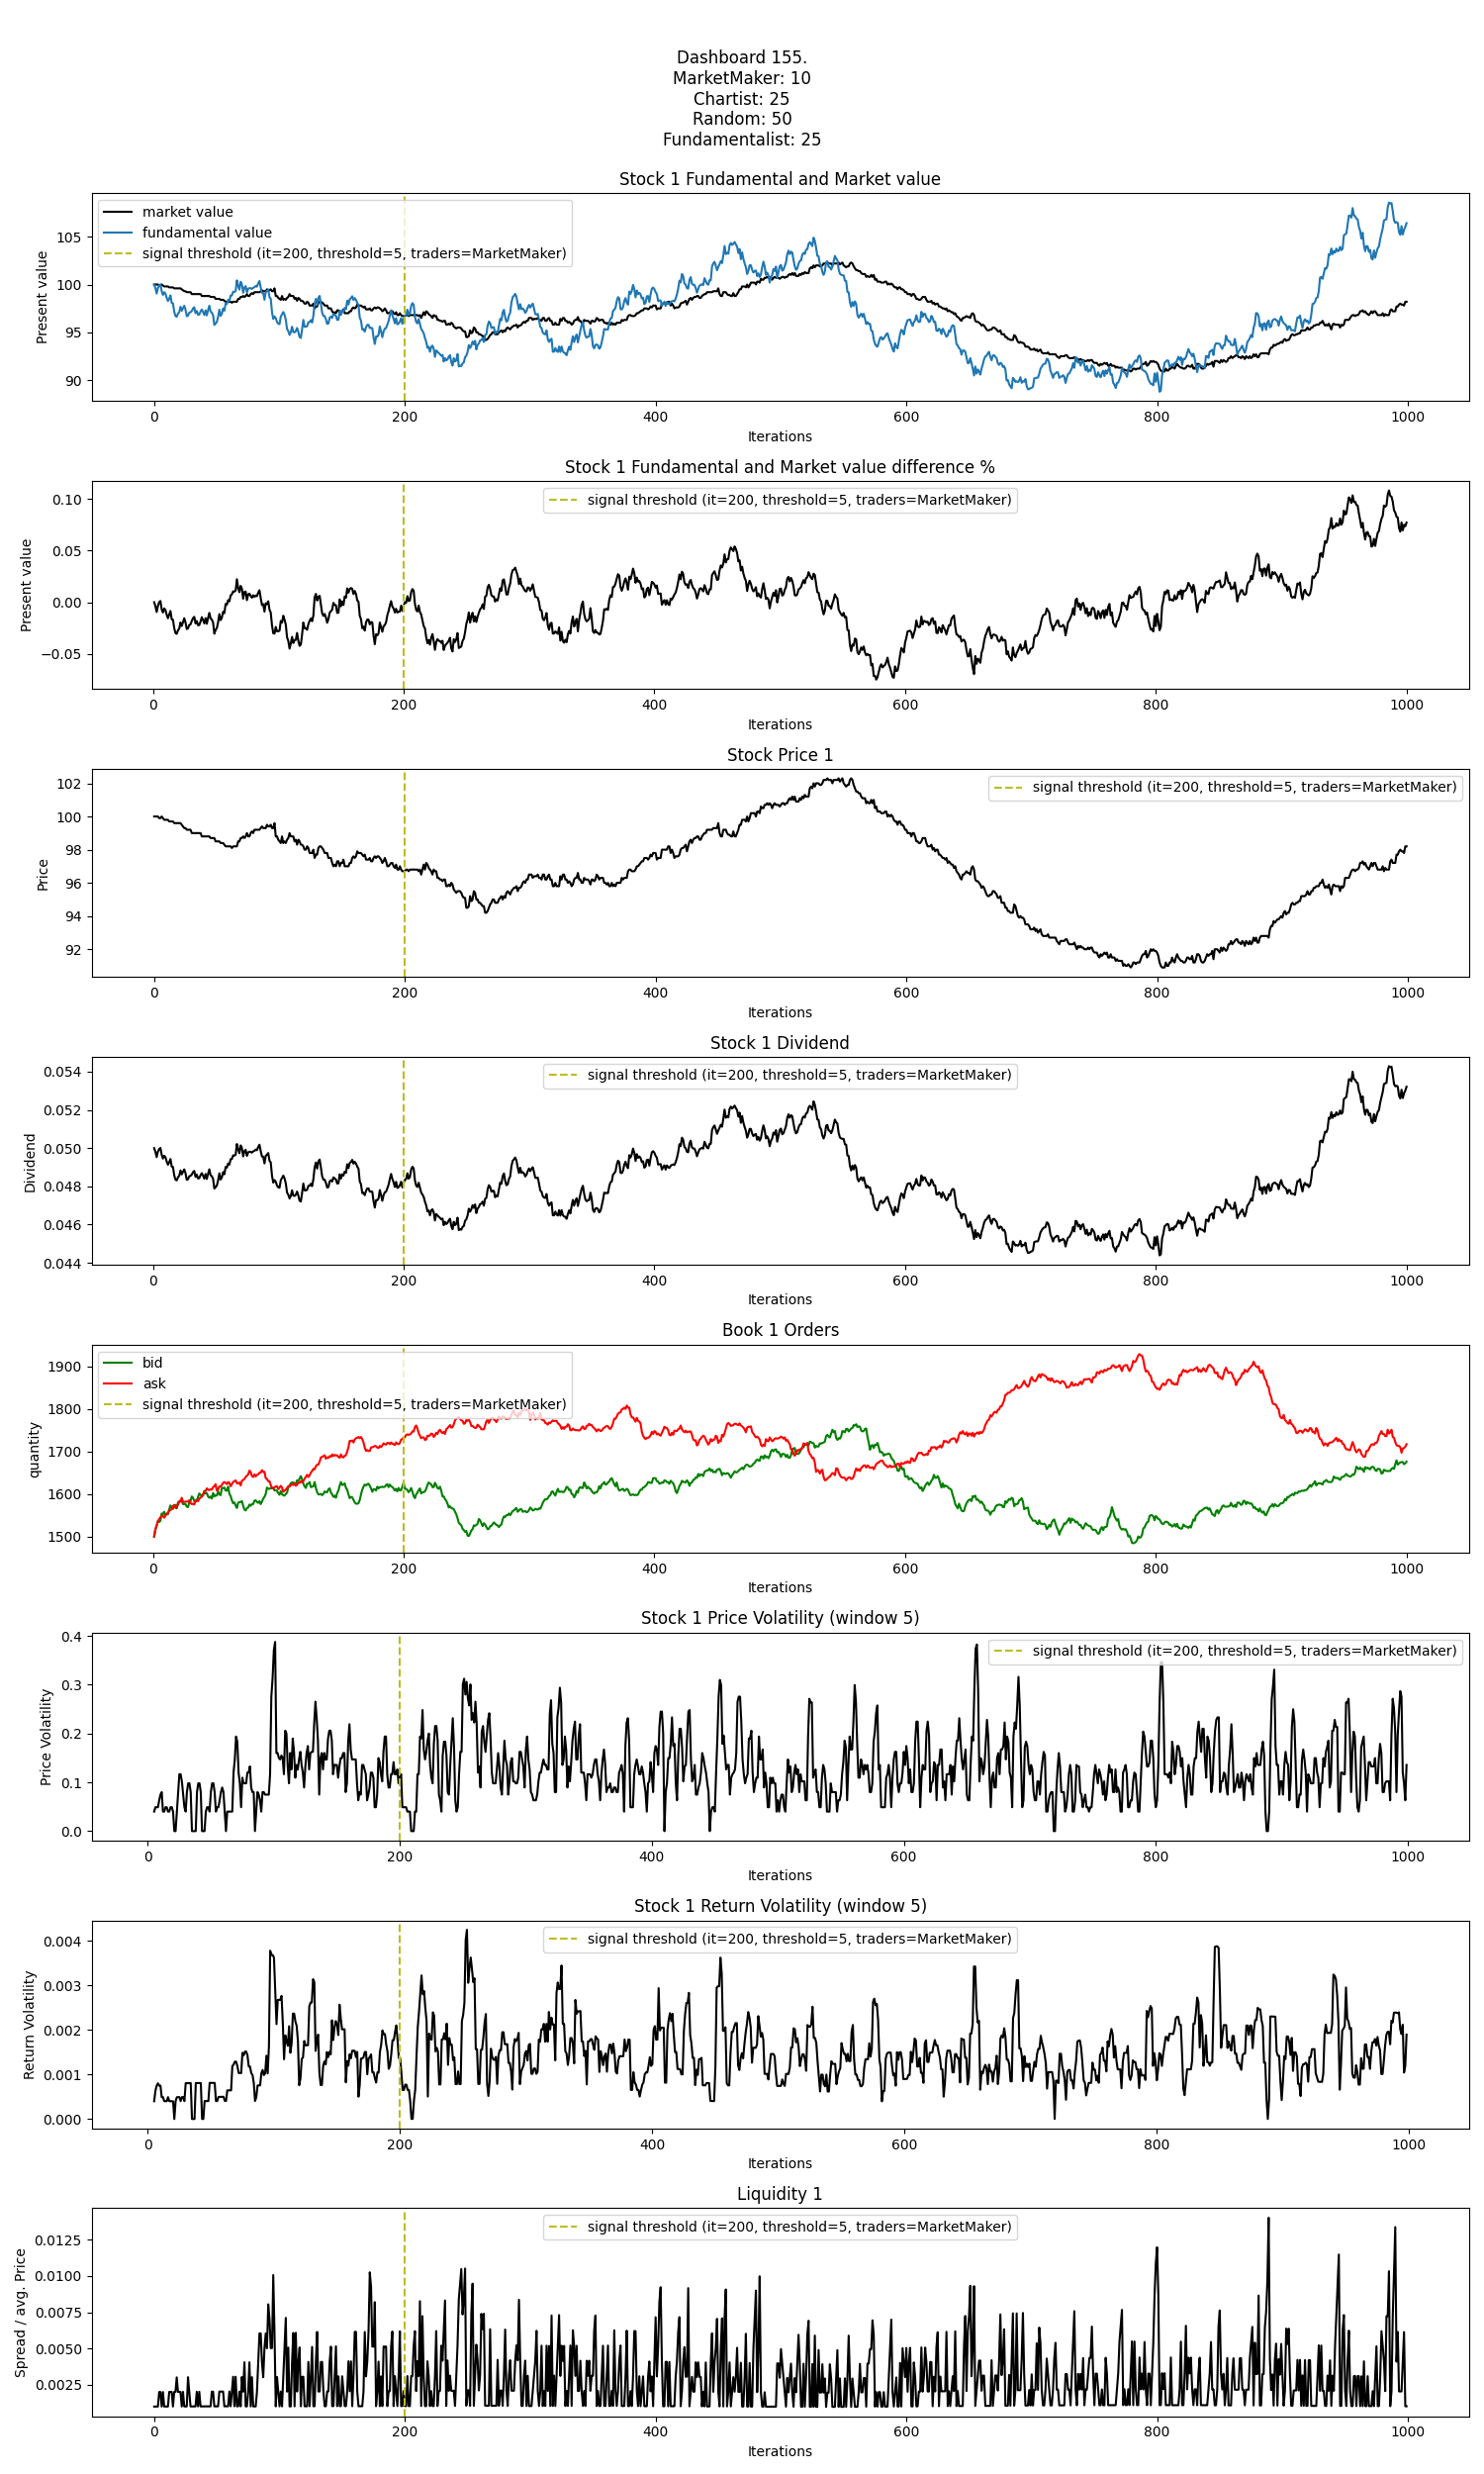 Dashboard 155.
MarketMaker: 10
Chartist: 25
Random: 50
Fundamentalist: 25
Stock 1 Fundamental and Market value
market value
fundamental value
signal threshold (it=200, threshold=5, traders=MarketMaker)
Present value
105
100
95
90
0 200 400 600 800 1000
Iterations
Stock 1 Fundamental and Market value difference %
signal threshold (it=200, threshold=5, traders=MarketMaker)
Present value
0.10
0.05
0.00
−0.05
0 200 400 600 800 1000
Iterations
Stock Price 1
signal threshold (it=200, threshold=5, traders=MarketMaker)
Price
102
100
98
96
94
92
0 200 400 600 800 1000
Iterations
Stock 1 Dividend
signal threshold (it=200, threshold=5, traders=MarketMaker)
Dividend
0.054
0.052
0.050
0.048
0.046
0.044
0 200 400 600 800 1000
Iterations
Book 1 Orders
bid
ask
signal threshold (it=200, threshold=5, traders=MarketMaker)
quantity
1900
1800
1700
1600
1500
0 200 400 600 800 1000
Iterations
Stock 1 Price Volatility (window 5)
signal threshold (it=200, threshold=5, traders=MarketMaker)
Price Volatility
0.4
0.3
0.2
0.1
0.0
0 200 400 600 800 1000
Iterations
Stock 1 Return Volatility (window 5)
signal threshold (it=200, threshold=5, traders=MarketMaker)
Return Volatility
0.004
0.003
0.002
0.001
0.000
0 200 400 600 800 1000
Iterations
Liquidity 1
signal threshold (it=200, threshold=5, traders=MarketMaker)
Spread / avg. Price
0.0125
0.0100
0.0075
0.0050
0.0025
0 200 400 600 800 1000
Iterations